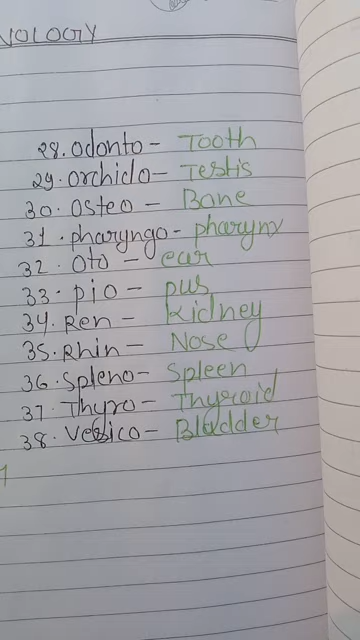 NOLOGY
28. Odonto - Tooth
29. Orchido - Testis
30. Osteo - Bone
31. pharyngo - pharynx
32. Oto - ear
33. pio - pus
34. Ren - Kidney
35. Rhin - Nose
36. Spleno - Spleen
37. Thyro - Thyroid
38. Vesico - Bladder